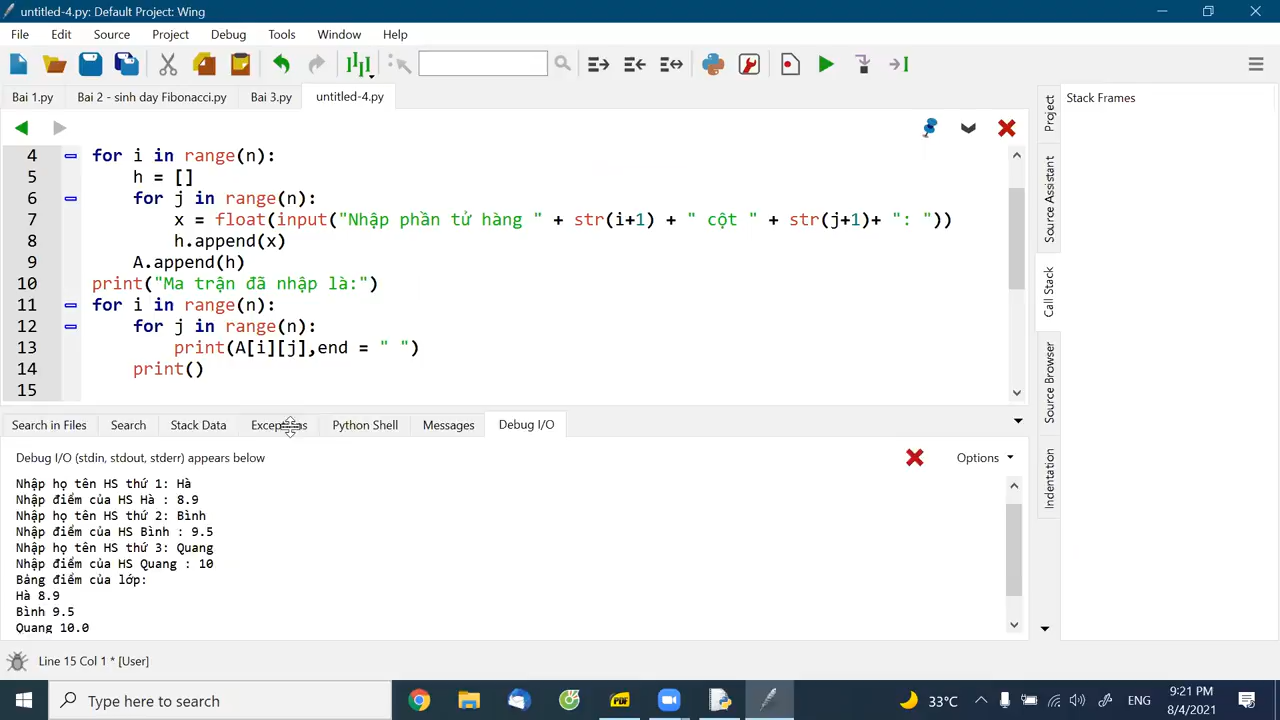 untitled-4.py: Default Project: Wing
File Edit Source Project Debug Tools Window Help
Bai 1.py Bai 2 - sinh day Fibonacci.py Bai 3.py untitled-4.py
4 for i in range(n):
5 h = []
6 for j in range(n):
7 x = float(input("Nhập phần tử hàng " + str(i+1) + " cột " + str(j+1)+ ": "))
8 h.append(x)
9 A.append(h)
10 print("Ma trận đã nhập là:")
11 for i in range(n):
12 for j in range(n):
13 print(A[i][j],end = " ")
14 print()
15
Stack Frames
Project
Source Assistant
Call Stack
Source Browser
Indentation
Search in Files Search Stack Data Exceptions Python Shell Messages Debug I/O
Debug I/O (stdin, stdout, stderr) appears below
Options
Nhập họ tên HS thứ 1: Hà
Nhập điểm của HS Hà : 8.9
Nhập họ tên HS thứ 2: Bình
Nhập điểm của HS Bình : 9.5
Nhập họ tên HS thứ 3: Quang
Nhập điểm của HS Quang : 10
Bảng điểm của lớp:
Hà 8.9
Bình 9.5
Quang 10.0
Line 15 Col 1 * [User]
Type here to search
PDF
33°C
ENG
9:21 PM
8/4/2021